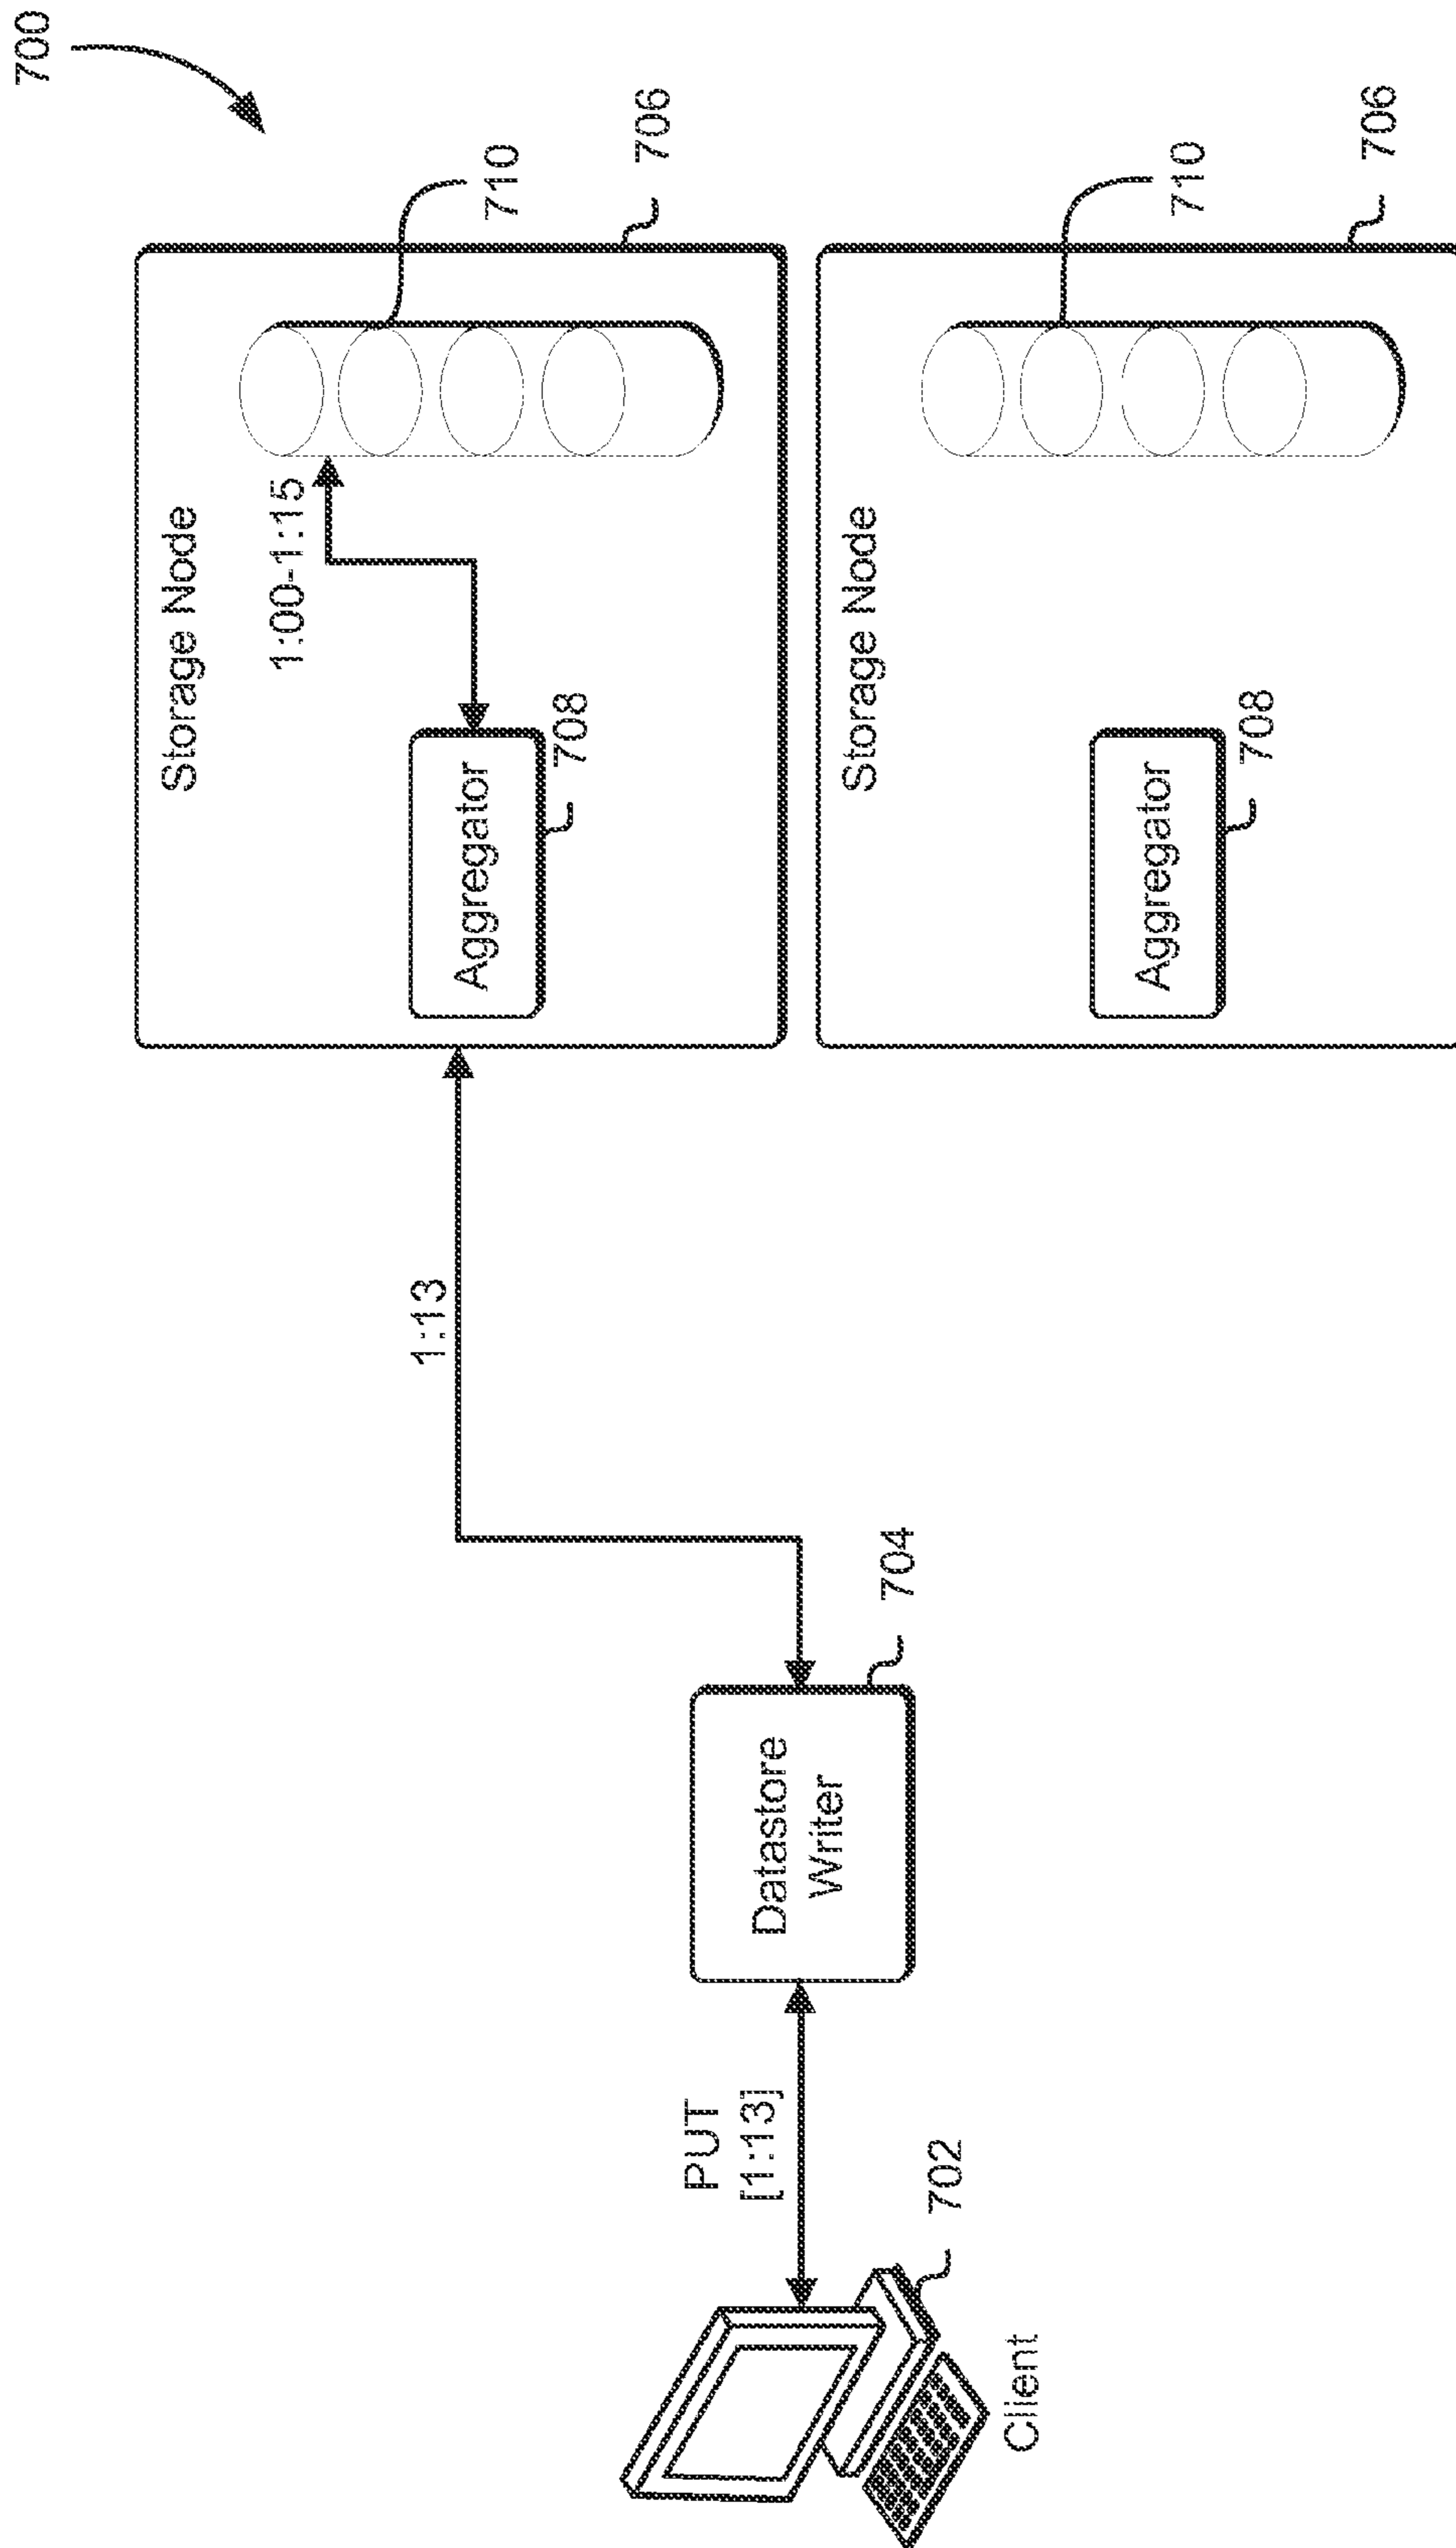 700
Storage Node
1:00-1:15
710
706
Aggregator
708
1:13
Storage Node
710
706
Aggregator
708
PUT
[1:13]
Datastore
Writer
704
702
Client